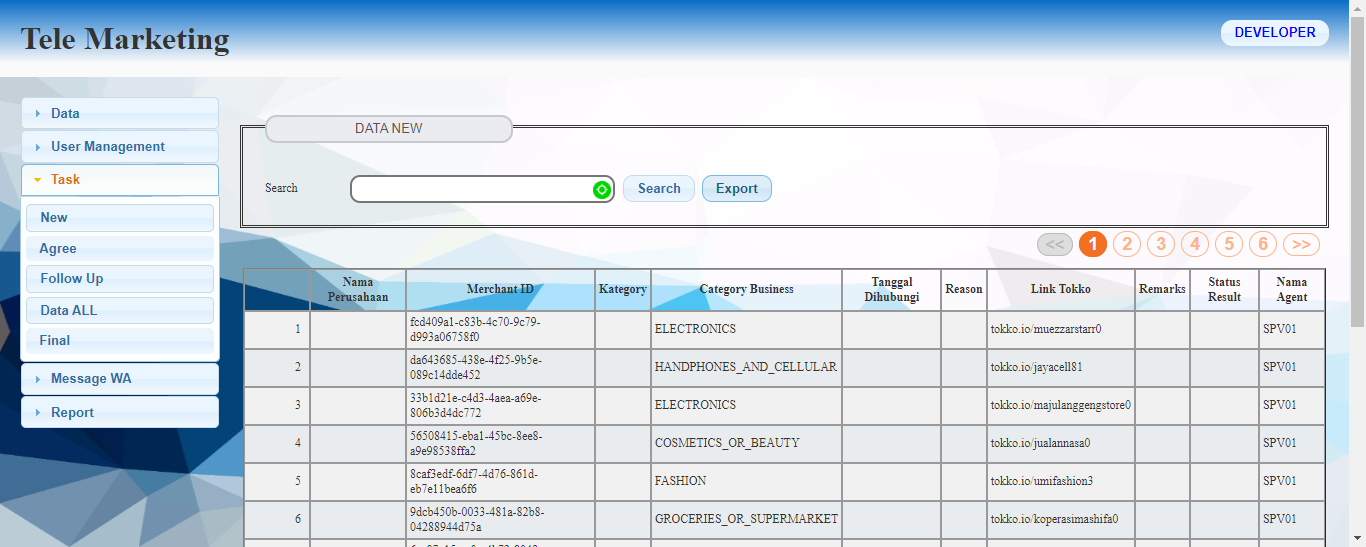 Tele Marketing
DEVELOPER
Data
User Management
Task
New
Agree
Follow Up
Data ALL
Final
Message WA
Report
DATA NEW
Search
Search
Export
<< 1 2 3 4 5 6 >>
Nama Perusahaan Merchant ID Kategory Category Business Tanggal Dihubungi Reason Link Tokko Remarks Status Result Nama Agent
1 fcd409a1-c83b-4c70-9c79-d993a06758f0 ELECTRONICS tokko.io/muezzarstarr0 SPV01
2 da643685-438e-4f25-9b5e-089c14dde452 HANDPHONES_AND_CELLULAR tokko.io/jayacell81 SPV01
3 33b1d21e-c4d3-4aea-a69e-806b3d4dc772 ELECTRONICS tokko.io/majulanggengstore0 SPV01
4 56508415-eba1-45bc-8ee8-a9e98538ffa2 COSMETICS_OR_BEAUTY tokko.io/jualannasa0 SPV01
5 8caf3edf-6df7-4d76-861d-eb7e11bea6f6 FASHION tokko.io/umifashion3 SPV01
6 9dcb450b-0033-481a-82b8-04288944d75a GROCERIES_OR_SUPERMARKET tokko.io/koperasimashifa0 SPV01